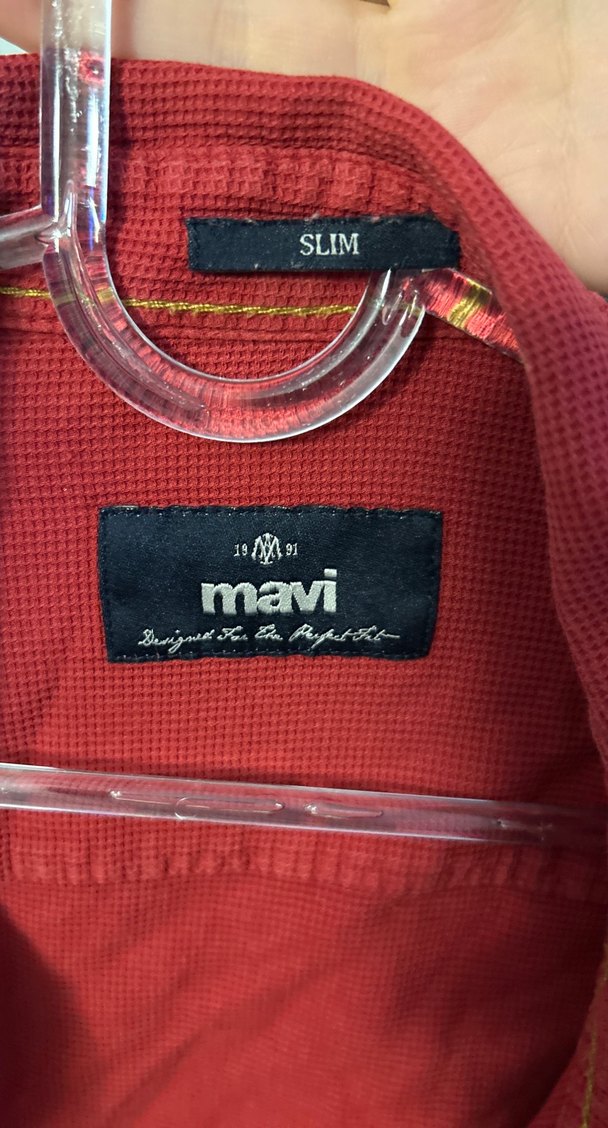 SLIM
19 91
mavi
Designed For The Perfect Fit